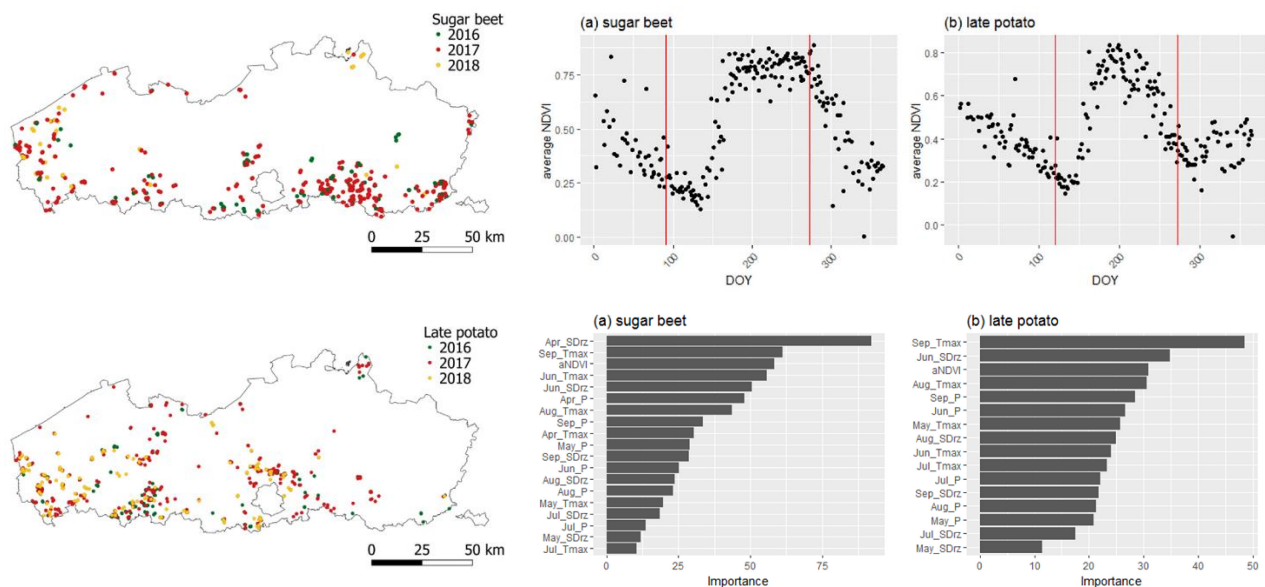 Sugar beet
2016
2017
2018
0 25 50 km
(a) sugar beet
average NDVI
0.75
0.50
0.25
0.00
0 100 200 300
DOY
(b) late potato
average NDVI
0.8
0.6
0.4
0.2
0.0
0 100 200 300
DOY
Late potato
2016
2017
2018
0 25 50 km
(a) sugar beet
Apr_SDrz
Sep_Tmax
aNDVI
Jun_Tmax
Jun_SDrz
Apr_P
Aug_Tmax
Sep_P
Apr_Tmax
May_P
Sep_SDrz
Jun_P
Aug_SDrz
Aug_P
May_Tmax
Jul_SDrz
Jul_P
May_SDrz
Jul_Tmax
0 25 50 75
Importance
(b) late potato
Sep_Tmax
Jun_SDrz
aNDVI
Aug_Tmax
Sep_P
Jun_P
May_Tmax
Aug_SDrz
Jun_Tmax
Jul_Tmax
Jul_P
Sep_SDrz
Aug_P
May_P
Jul_SDrz
May_SDrz
0 10 20 30 40 50
Importance